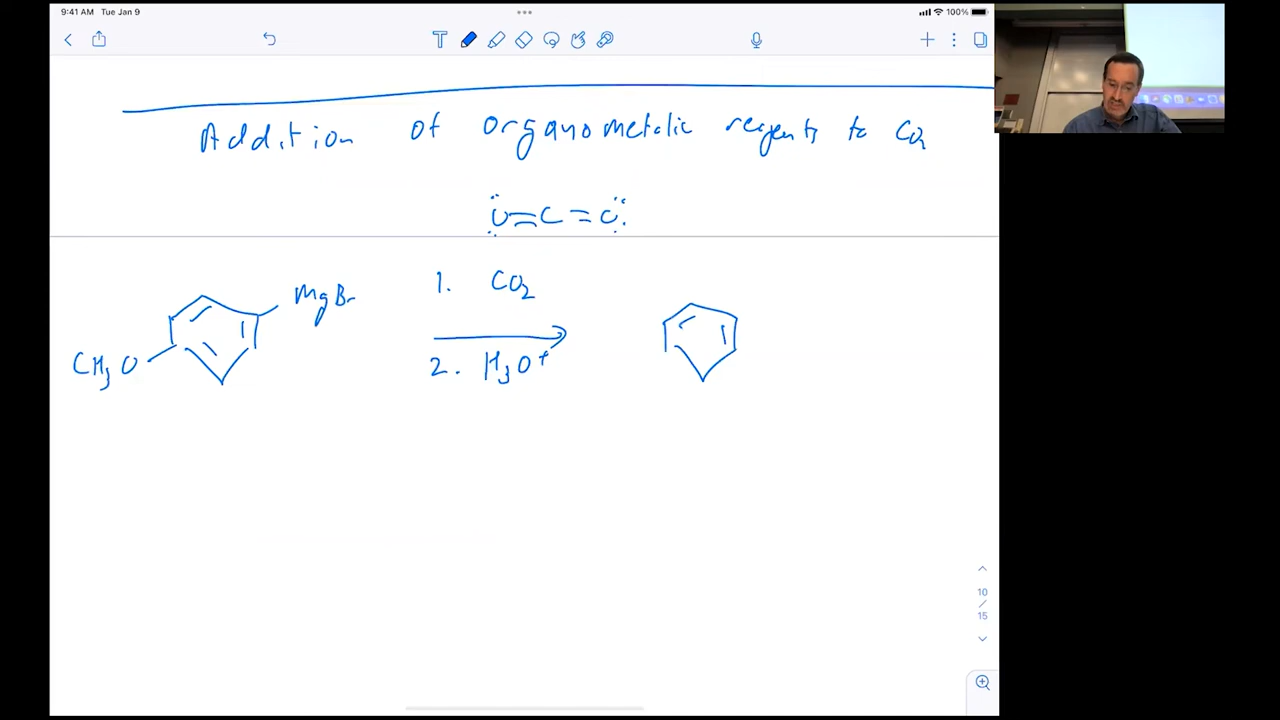 9:41 AM Tue Jan 9
100%
T
Addition of organometalic reagents to CO2
O=C=O
1. CO2
MgBr
CH3O
2. H3O+
10
/
15